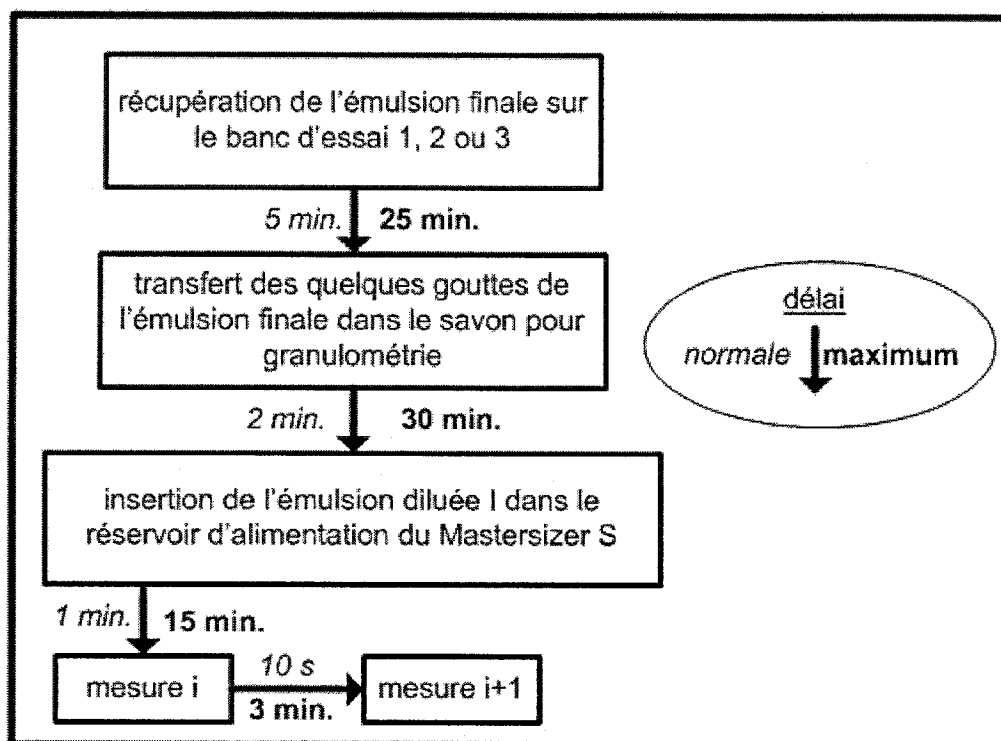 récupération de l'émulsion finale sur
le banc d'essai 1, 2 ou 3
5 min. 25 min.
transfert des quelques gouttes de
l'émulsion finale dans le savon pour
granulométrie
délai
normale maximum
2 min. 30 min.
insertion de l'émulsion diluée I dans le
réservoir d'alimentation du Mastersizer S
1 min. 15 min.
mesure i
10 s
3 min.
mesure i+1